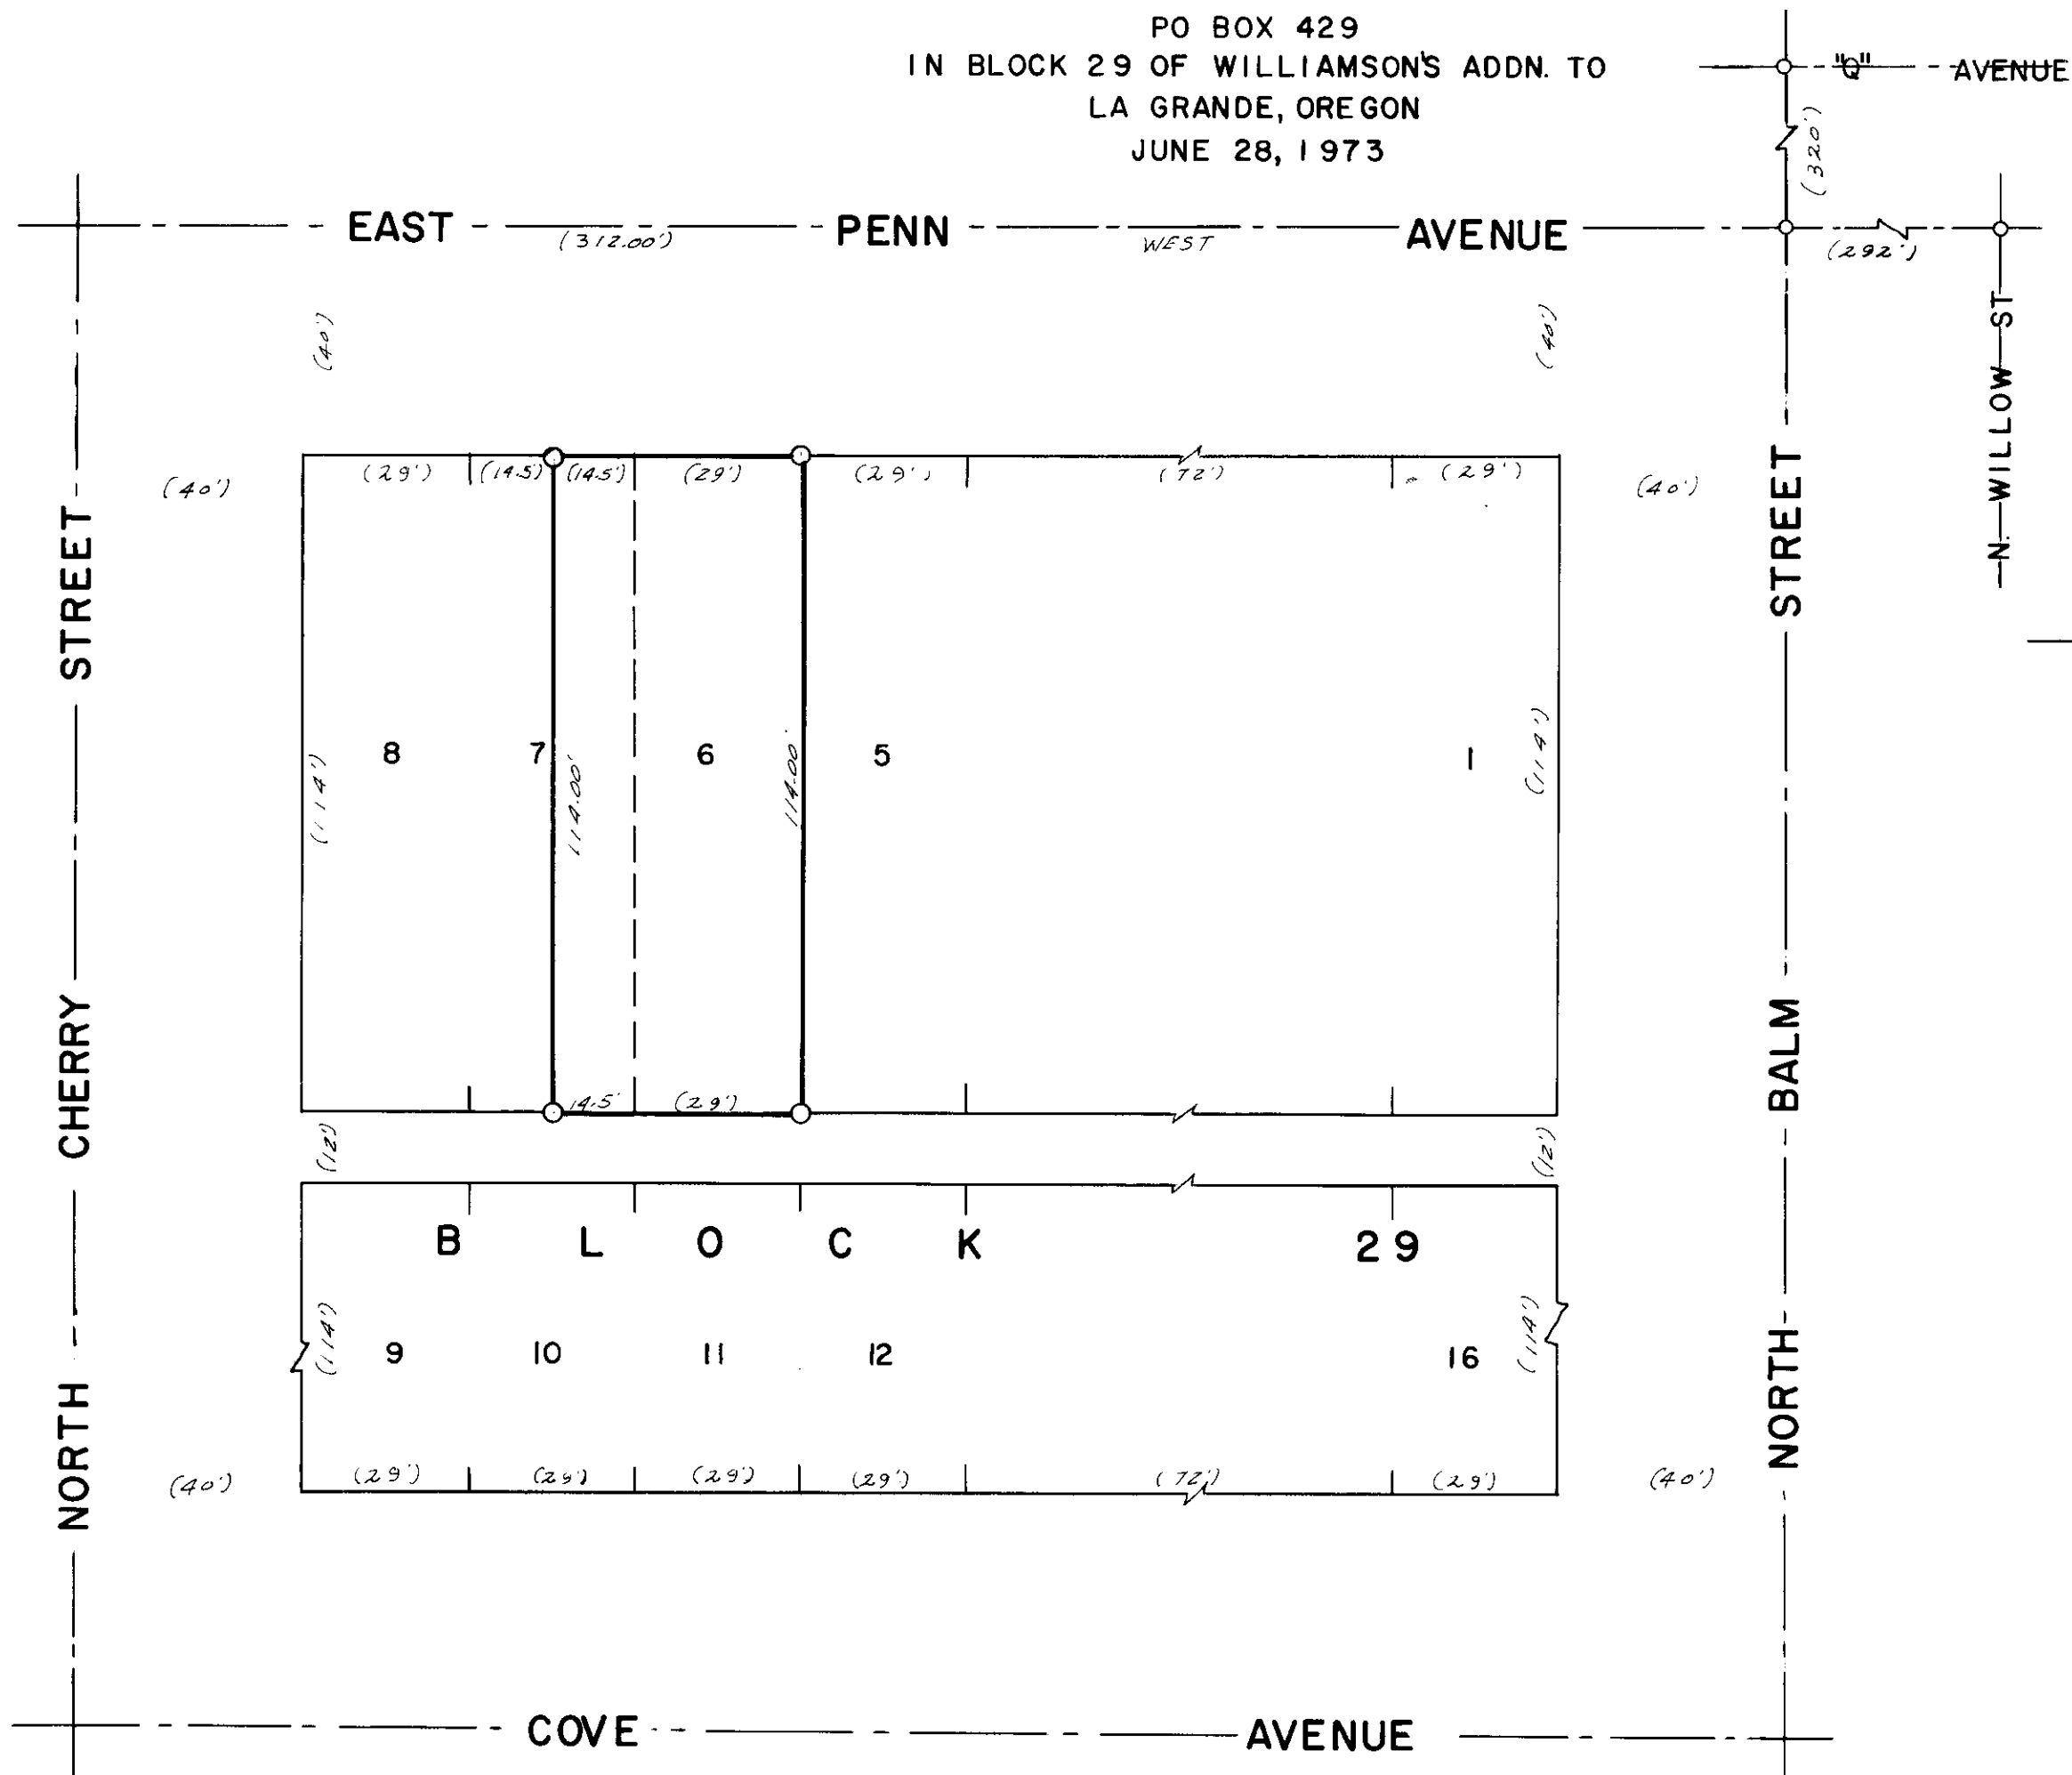 PO BOX 429
IN BLOCK 29 OF WILLIAMSON'S ADDN. TO
LA GRANDE, OREGON
JUNE 28, 1973
"Q" AVENUE
(320')
EAST PENN AVENUE
(312.00') WEST
(292')
N. WILLOW ST
(40') (40')
(40') (29') (14.5') (14.5') (29') (29') (72') (29') (40')
NORTH CHERRY STREET
NORTH BALM STREET
8 7 6 5 1
(114') 114.00' 114.00' (114')
14.5' (29')
(12') (12')
BLOCK 29
(114') 9 10 11 12 16 (114')
(40') (29') (29') (29') (29') (72') (29') (40')
COVE AVENUE